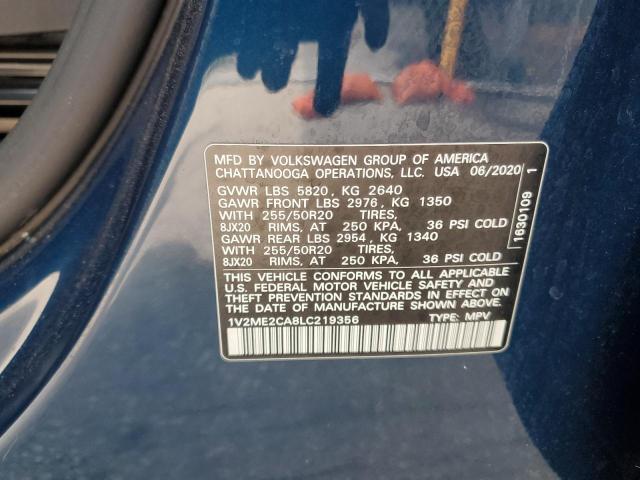 MFD BY VOLKSWAGEN GROUP OF AMERICA
CHATTANOOGA OPERATIONS, LLC. USA 06/2020
GVWR LBS 5820, KG 2640
GAWR FRONT LBS 2976, KG 1350
WITH 255/50R20 TIRES,
8JX20 RIMS, AT 250 KPA, 36 PSI COLD
GAWR REAR LBS 2954, KG 1340
WITH 255/50R20 TIRES,
8JX20 RIMS, AT 250 KPA, 36 PSI COLD
THIS VEHICLE CONFORMS TO ALL APPLICABLE
U.S. FEDERAL MOTOR VEHICLE SAFETY AND
THEFT PREVENTION STANDARDS IN EFFECT ON
THE DATE OF MANUFACTURE SHOWN ABOVE.
1V2ME2CA8LC219356 TYPE: MPV
1630109 1